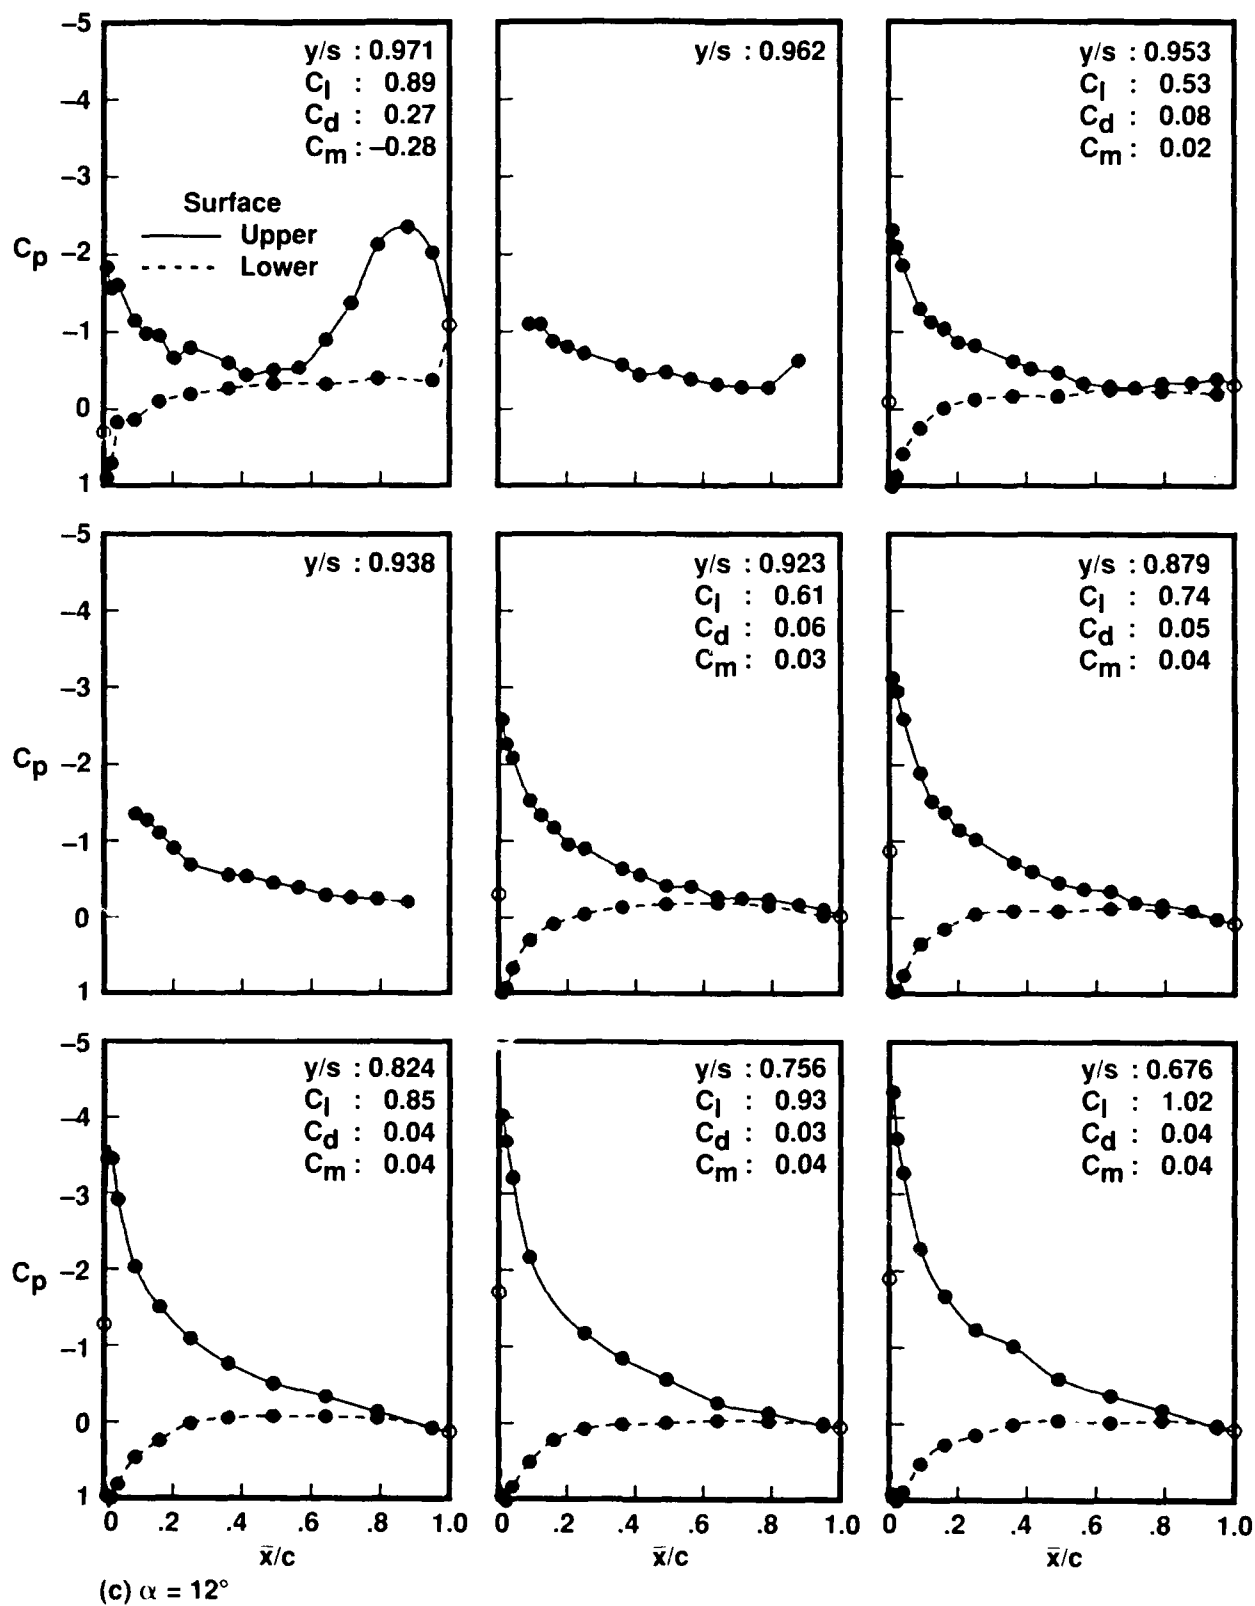 y/s : 0.971
Cl : 0.89
Cd : 0.27
Cm : –0.28
Surface
Upper
Lower
Cp
–5
–4
–3
–2
–1
0
1
y/s : 0.962
y/s : 0.953
Cl : 0.53
Cd : 0.08
Cm : 0.02
y/s : 0.938
Cp
–5
–4
–3
–2
–1
0
1
y/s : 0.923
Cl : 0.61
Cd : 0.06
Cm : 0.03
y/s : 0.879
Cl : 0.74
Cd : 0.05
Cm : 0.04
y/s : 0.824
Cl : 0.85
Cd : 0.04
Cm : 0.04
Cp
–5
–4
–3
–2
–1
0
1
0 .2 .4 .6 .8 1.0
x̄/c
y/s : 0.756
Cl : 0.93
Cd : 0.03
Cm : 0.04
0 .2 .4 .6 .8 1.0
x̄/c
y/s : 0.676
Cl : 1.02
Cd : 0.04
Cm : 0.04
0 .2 .4 .6 .8 1.0
x̄/c
(c) α = 12°